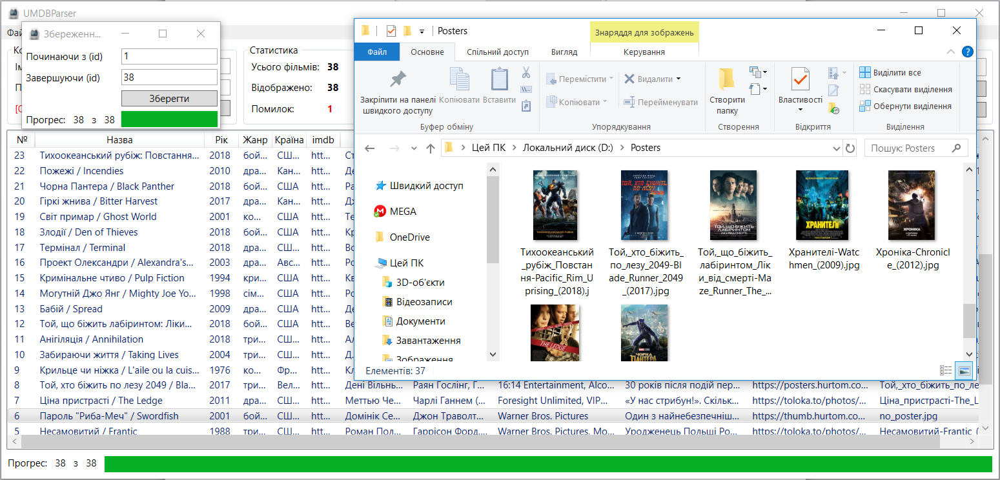 UMDBParser
Фай
Збереженн...
Починаючи з (id) 1
Завершуючи (id) 38
Зберегти
Прогрес: 38 з 38
Статистика
Усього фільмів: 38
Відображено: 38
Помилок: 1
Posters
Знаряддя для зображень
Файл Основне Спільний доступ Вигляд Керування
Закріпити на панелі швидкого доступу
Копіювати
Вставити
Буфер обміну
Перемістити
Копіювати
Видалити
Перейменувати
Упорядкування
Створити папку
Створення
Властивості
Відкриття
Виділити все
Скасувати виділення
Обернути виділення
Виділення
Цей ПК > Локальний диск (D:) > Posters
Пошук: Posters
Швидкий доступ
MEGA
OneDrive
Цей ПК
3D-об'єкти
Відеозаписи
Документи
Завантаження
Зображення
Тихоокеанський_рубіж_Повстання-Pacific_Rim_Uprising_(2018).j
Той,_хто_біжить_по_лезу_2049-Blade_Runner_2049_(2017).jpg
Той,_що_біжить_лабіринтом_Ліки_від_смерті-Maze_Runner_The_...
Хранителі-Watchmen_(2009).jpg
Хроніка-Chronicle_(2012).jpg
ХРАНИТЕЛІ
ХРОНІКА
THE LEDGE
ЧОРНА ПАНТЕРА
Елементів: 37
№ Назва Рік Жанр Країна imdb
23 Тихоокеанський рубіж: Повстання... 2018 бой... СШ... htt... Ст
22 Пожежі / Incendies 2010 дра... Кан... htt... Де
21 Чорна Пантера / Black Panther 2018 бой... США htt... Ра
20 Гіркі жнива / Bitter Harvest 2017 дра... Кан... htt... Дж
19 Світ примар / Ghost World 2001 ко... США htt... Те
18 Злодії / Den of Thieves 2018 бой... США htt... Кр
17 Термінал / Terminal 2018 дра... СШ... htt... Во
16 Проект Олександри / Alexandra's... 2003 дра... Авс... htt... Ро
15 Кримінальне чтиво / Pulp Fiction 1994 кри... США htt... Кв
14 Могутній Джо Янг / Mighty Joe Yo... 1998 сім... США htt... Ро
13 Бабій / Spread 2009 дра... США htt... Де
12 Той, що біжить лабіринтом: Ліки... 2018 бой... США htt... Ве
11 Анігіляція / Annihilation 2018 три... СШ... htt... Ал
10 Забираючи життя / Taking Lives 2004 три... СШ... htt... Д.
9 Крильце чи ніжка / L'aile ou la cuis... 1976 ко... Фр... htt... Кл
8 Той, хто біжить по лезу 2049 / Bla... 2017 три... Вел... htt... Дені Вільнь... Раян Гослінг, Г... 16:14 Entertainment, Alco... 30 років після подій пер... https://posters.hurtom.co... Той,_хто_біжить_по_ле
7 Ціна пристрасті / The Ledge 2011 дра... США htt... Меттью Че... Чарлі Ганнем (... Foresight Unlimited, VIP... «У нас стрибун!». Скільк... https://toloka.to/photos/... Ціна_пристрасті-The_L
6 Пароль "Риба-Меч" / Swordfish 2001 бой... СШ... htt... Домінік Се... Джон Траволт... Warner Bros. Pictures Один з найнебезпечніш... https://thumb.hurtom.co... no_poster.jpg
5 Несамовитий / Frantic 1988 три... СШ... htt... Роман Пол... Гаррісон Форд... Warner Bros. Pictures, Mo... Уродженець Польщі Ро... https://toloka.to/photos/... Несамовитий-Frantic_(
Прогрес: 38 з 38